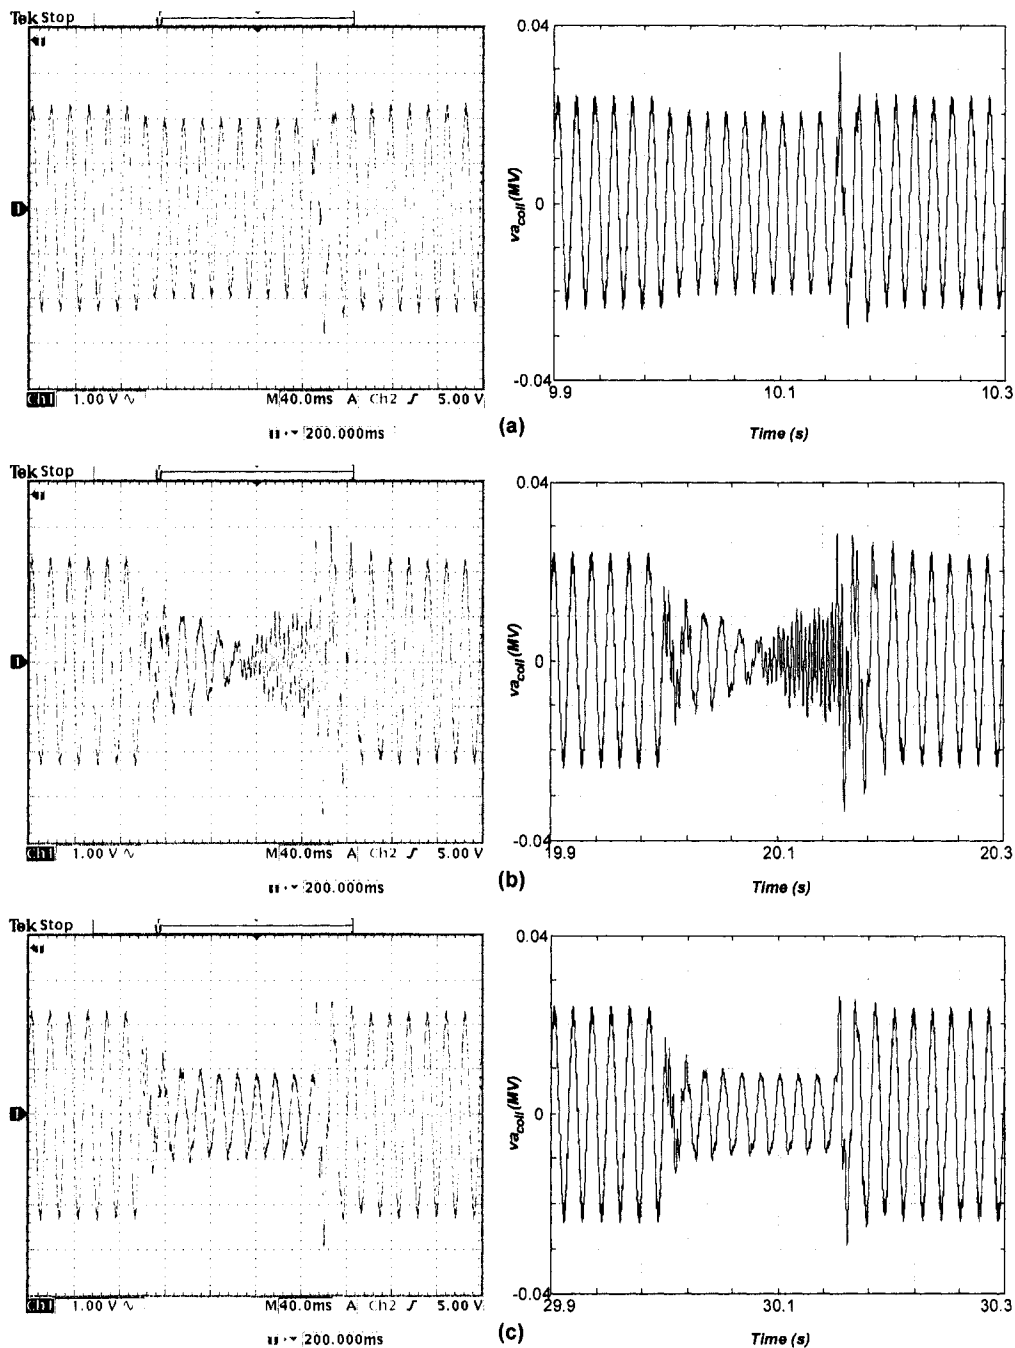 Tek Stop
1
Ch1 1.00 V ∿ M 40.0ms A Ch2 ƒ 5.00 V
200.000ms
0.04
va_coll (MV)
0
-0.04
9.9 10.1 10.3
Time (s)
(a)
Tek Stop
1
Ch1 1.00 V ∿ M 40.0ms A Ch2 ƒ 5.00 V
200.000ms
0.04
va_coll (MV)
0
-0.04
19.9 20.1 20.3
Time (s)
(b)
Tek Stop
1
Ch1 1.00 V ∿ M 40.0ms A Ch2 ƒ 5.00 V
200.000ms
0.04
va_coll (MV)
0
-0.04
29.9 30.1 30.3
Time (s)
(c)